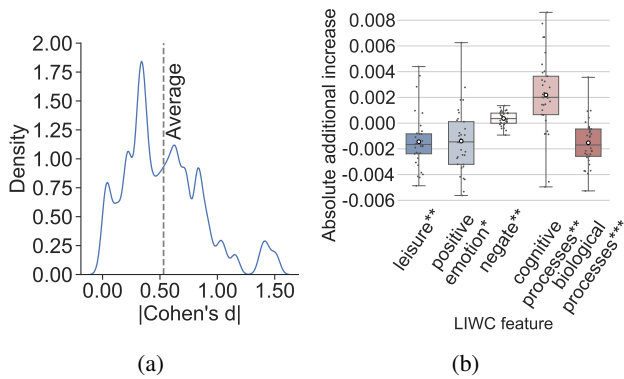 2.00
1.75
1.50
1.25
1.00
0.75
0.50
0.25
0.00
Density
Average
0.00 0.50 1.00 1.50
|Cohen's d|
(a)
0.008
0.006
0.004
0.002
0.000
-0.002
-0.004
-0.006
Absolute additional increase
leisure**
positive
emotion*
negate**
cognitive
processes**
biological
processes***
LIWC feature
(b)